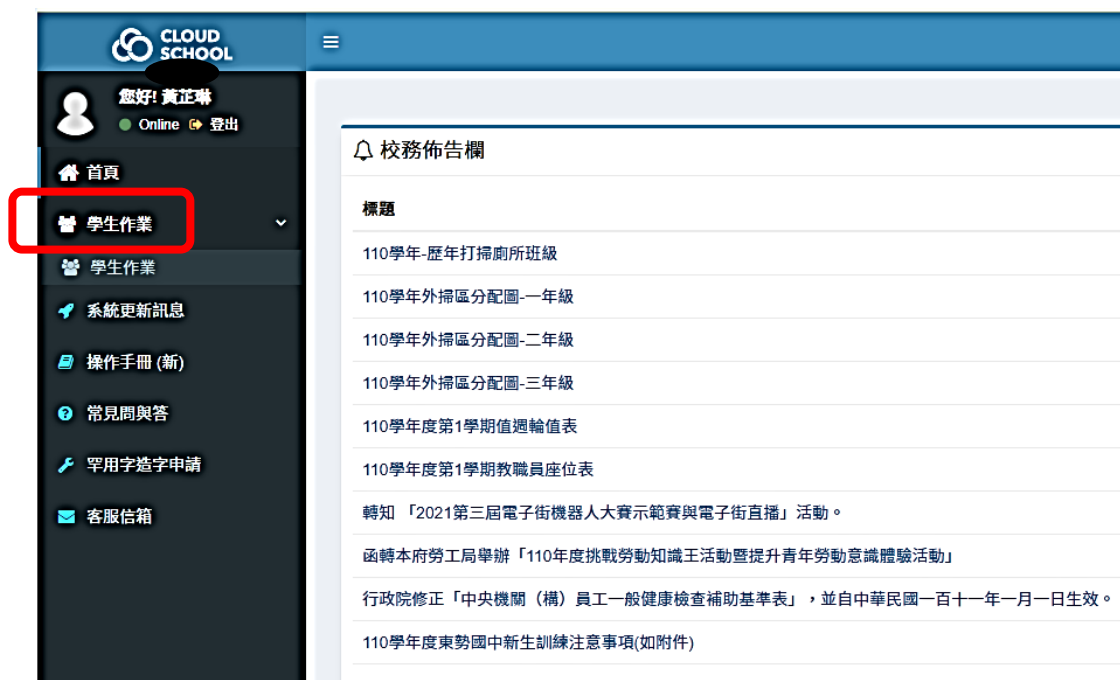 CLOUD
SCHOOL
您好! 黃芷琳
Online 登出
首頁
學生作業
學生作業
系統更新訊息
操作手冊 (新)
常見問與答
罕用字造字申請
客服信箱
校務佈告欄
標題
110學年-歷年打掃廁所班級
110學年外掃區分配圖-一年級
110學年外掃區分配圖-二年級
110學年外掃區分配圖-三年級
110學年度第1學期值週輪值表
110學年度第1學期教職員座位表
轉知 「2021第三屆電子街機器人大賽示範賽與電子街直播」活動。
函轉本府勞工局舉辦「110年度挑戰勞動知識王活動暨提升青年勞動意識體驗活動」
行政院修正「中央機關（構）員工一般健康檢查補助基準表」，並自中華民國一百十一年一月一日生效。
110學年度東勢國中新生訓練注意事項(如附件)